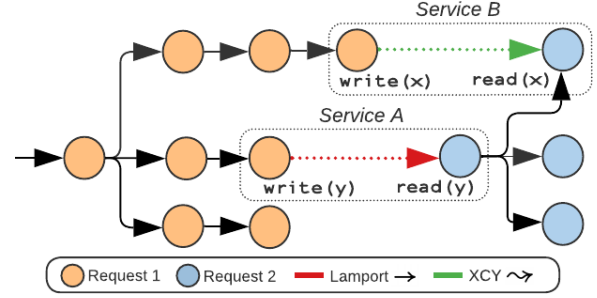 Service B
write(x) read(x)
Service A
write(y) read(y)
Request 1 Request 2 Lamport XCY